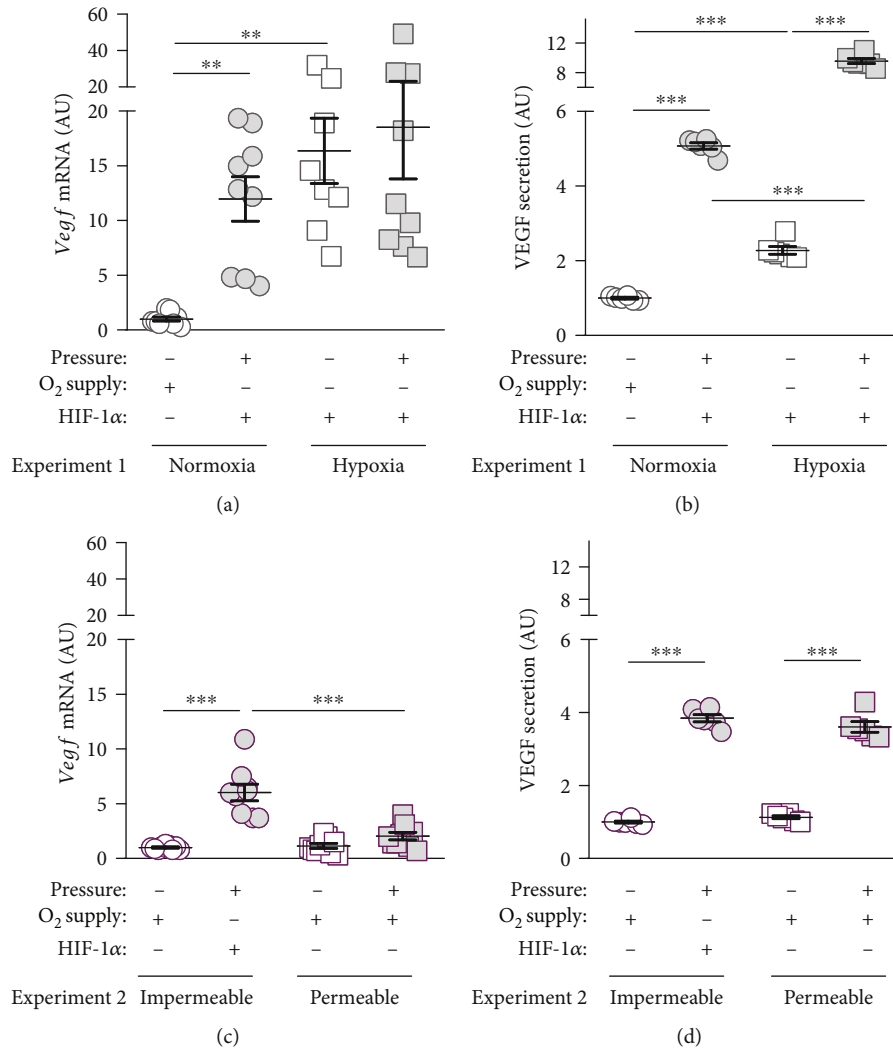 60
40
20
20
15
10
5
0
Vegf mRNA (AU)
**
**
Pressure: – + – +
O2 supply: + – – –
HIF-1α: – + + +
Experiment 1 Normoxia Hypoxia
(a)
12
8
6
4
2
0
VEGF secretion (AU)
*** ***
***
***
Pressure: – + – +
O2 supply: + – – –
HIF-1α: – + + +
Experiment 1 Normoxia Hypoxia
(b)
60
40
20
20
15
10
5
0
Vegf mRNA (AU)
*** ***
Pressure: – + – +
O2 supply: + – + +
HIF-1α: – + – –
Experiment 2 Impermeable Permeable
(c)
12
8
6
4
2
0
VEGF secretion (AU)
*** ***
Pressure: – + – +
O2 supply: + – + +
HIF-1α: – + – –
Experiment 2 Impermeable Permeable
(d)